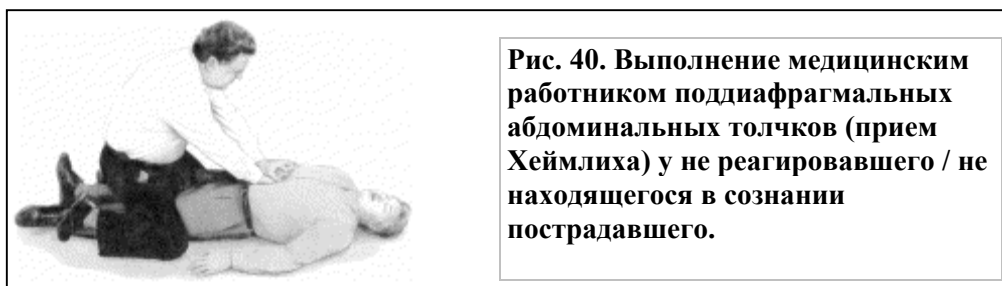 Рис. 40. Выполнение медицинским
работником поддиафрагмальных
абдоминальных толчков (прием
Хеймлиха) у не реагировавшего / не
находящегося в сознании
пострадавшего.